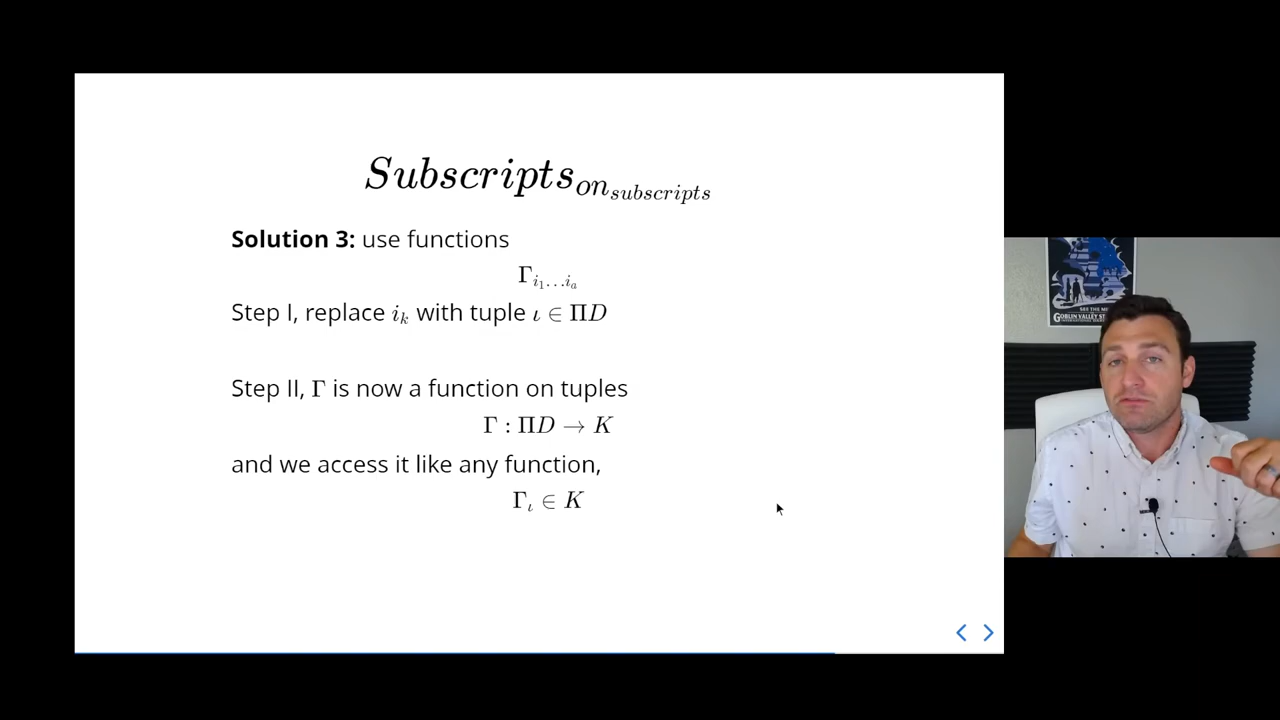 Subscripts_{on_{subscripts}}
Solution 3: use functions
Γ_{i_1…i_a}
Step I, replace i_k with tuple ι ∈ ΠD
Step II, Γ is now a function on tuples
Γ : ΠD → K
and we access it like any function,
Γ_ι ∈ K
GOBLIN VALLEY ST